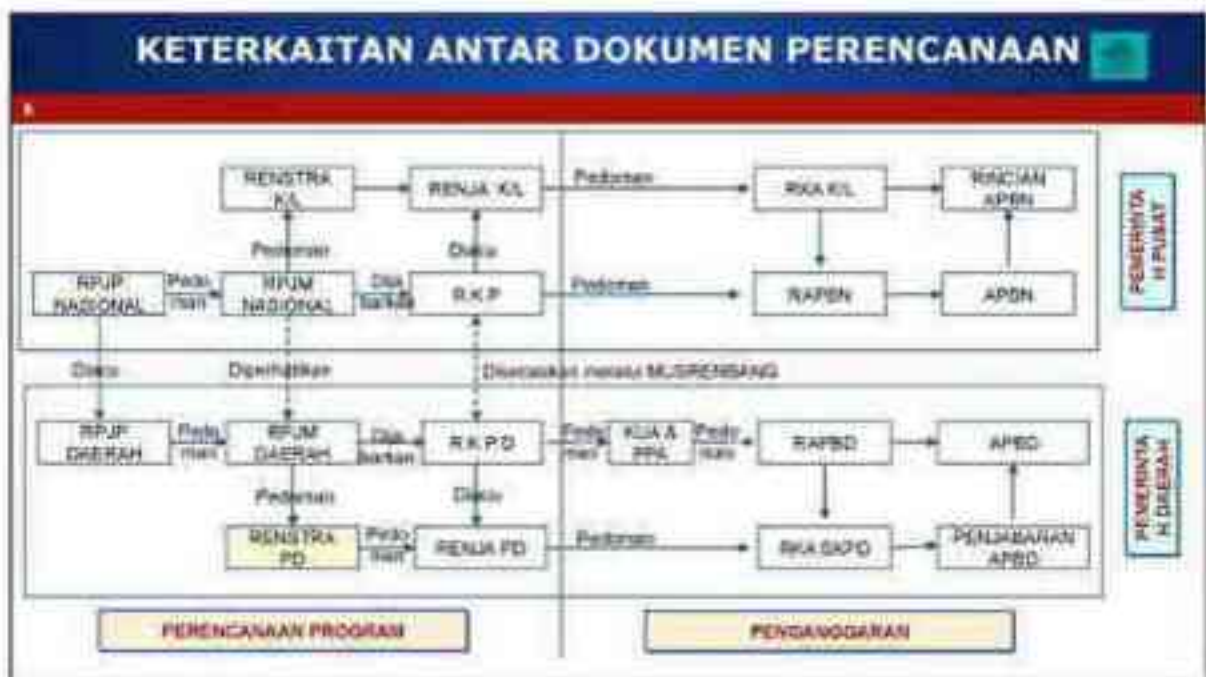 KETERKAITAN ANTAR DOKUMEN PERENCANAAN
RENSTRA
K/L
RENJA K/L
Pedoman
RKA K/L
RINCIAN
APBN
Pedoman
Diacu
RPJP
NASIONAL
Pedo
man
RPJM
NASIONAL
Dija
barkan
R.K.P
Pedoman
RAPBN
APBN
PEMERINTA
H PUSAT
Diacu
Diperhatikan
Diselaraskan melalui MUSRENBANG
RPJP
DAERAH
Pedo
man
RPJM
DAERAH
Dija
barkan
R K P D
Pedo
man
KUA &
PPA
Pedo
man
RAPBD
APBD
Pedoman
Diacu
RENSTRA
PD
Pedo
man
RENJA PD
Pedoman
RKA SKPD
PENJABARAN
APBD
PEMERINTA
H DAERAH
PERENCANAAN PROGRAM
PENGANGGARAN